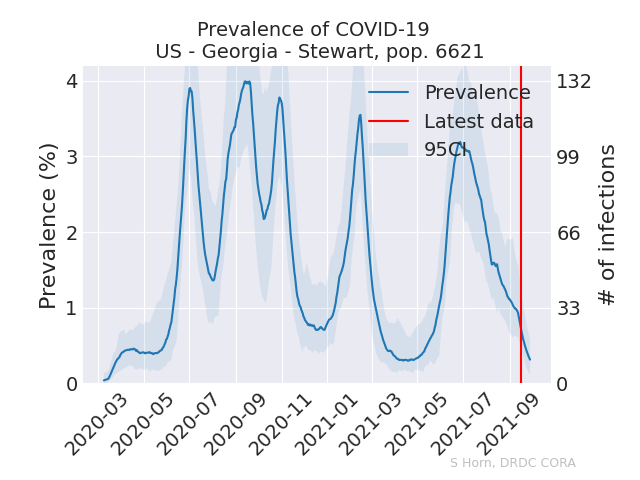 Prevalence of COVID-19
US - Georgia - Stewart, pop. 6621
Prevalence (%)
4
3
2
1
0
Prevalence
Latest data
95CI
132
99
66
33
0
# of infections
2020-03
2020-05
2020-07
2020-09
2020-11
2021-01
2021-03
2021-05
2021-07
2021-09
S Horn, DRDC CORA